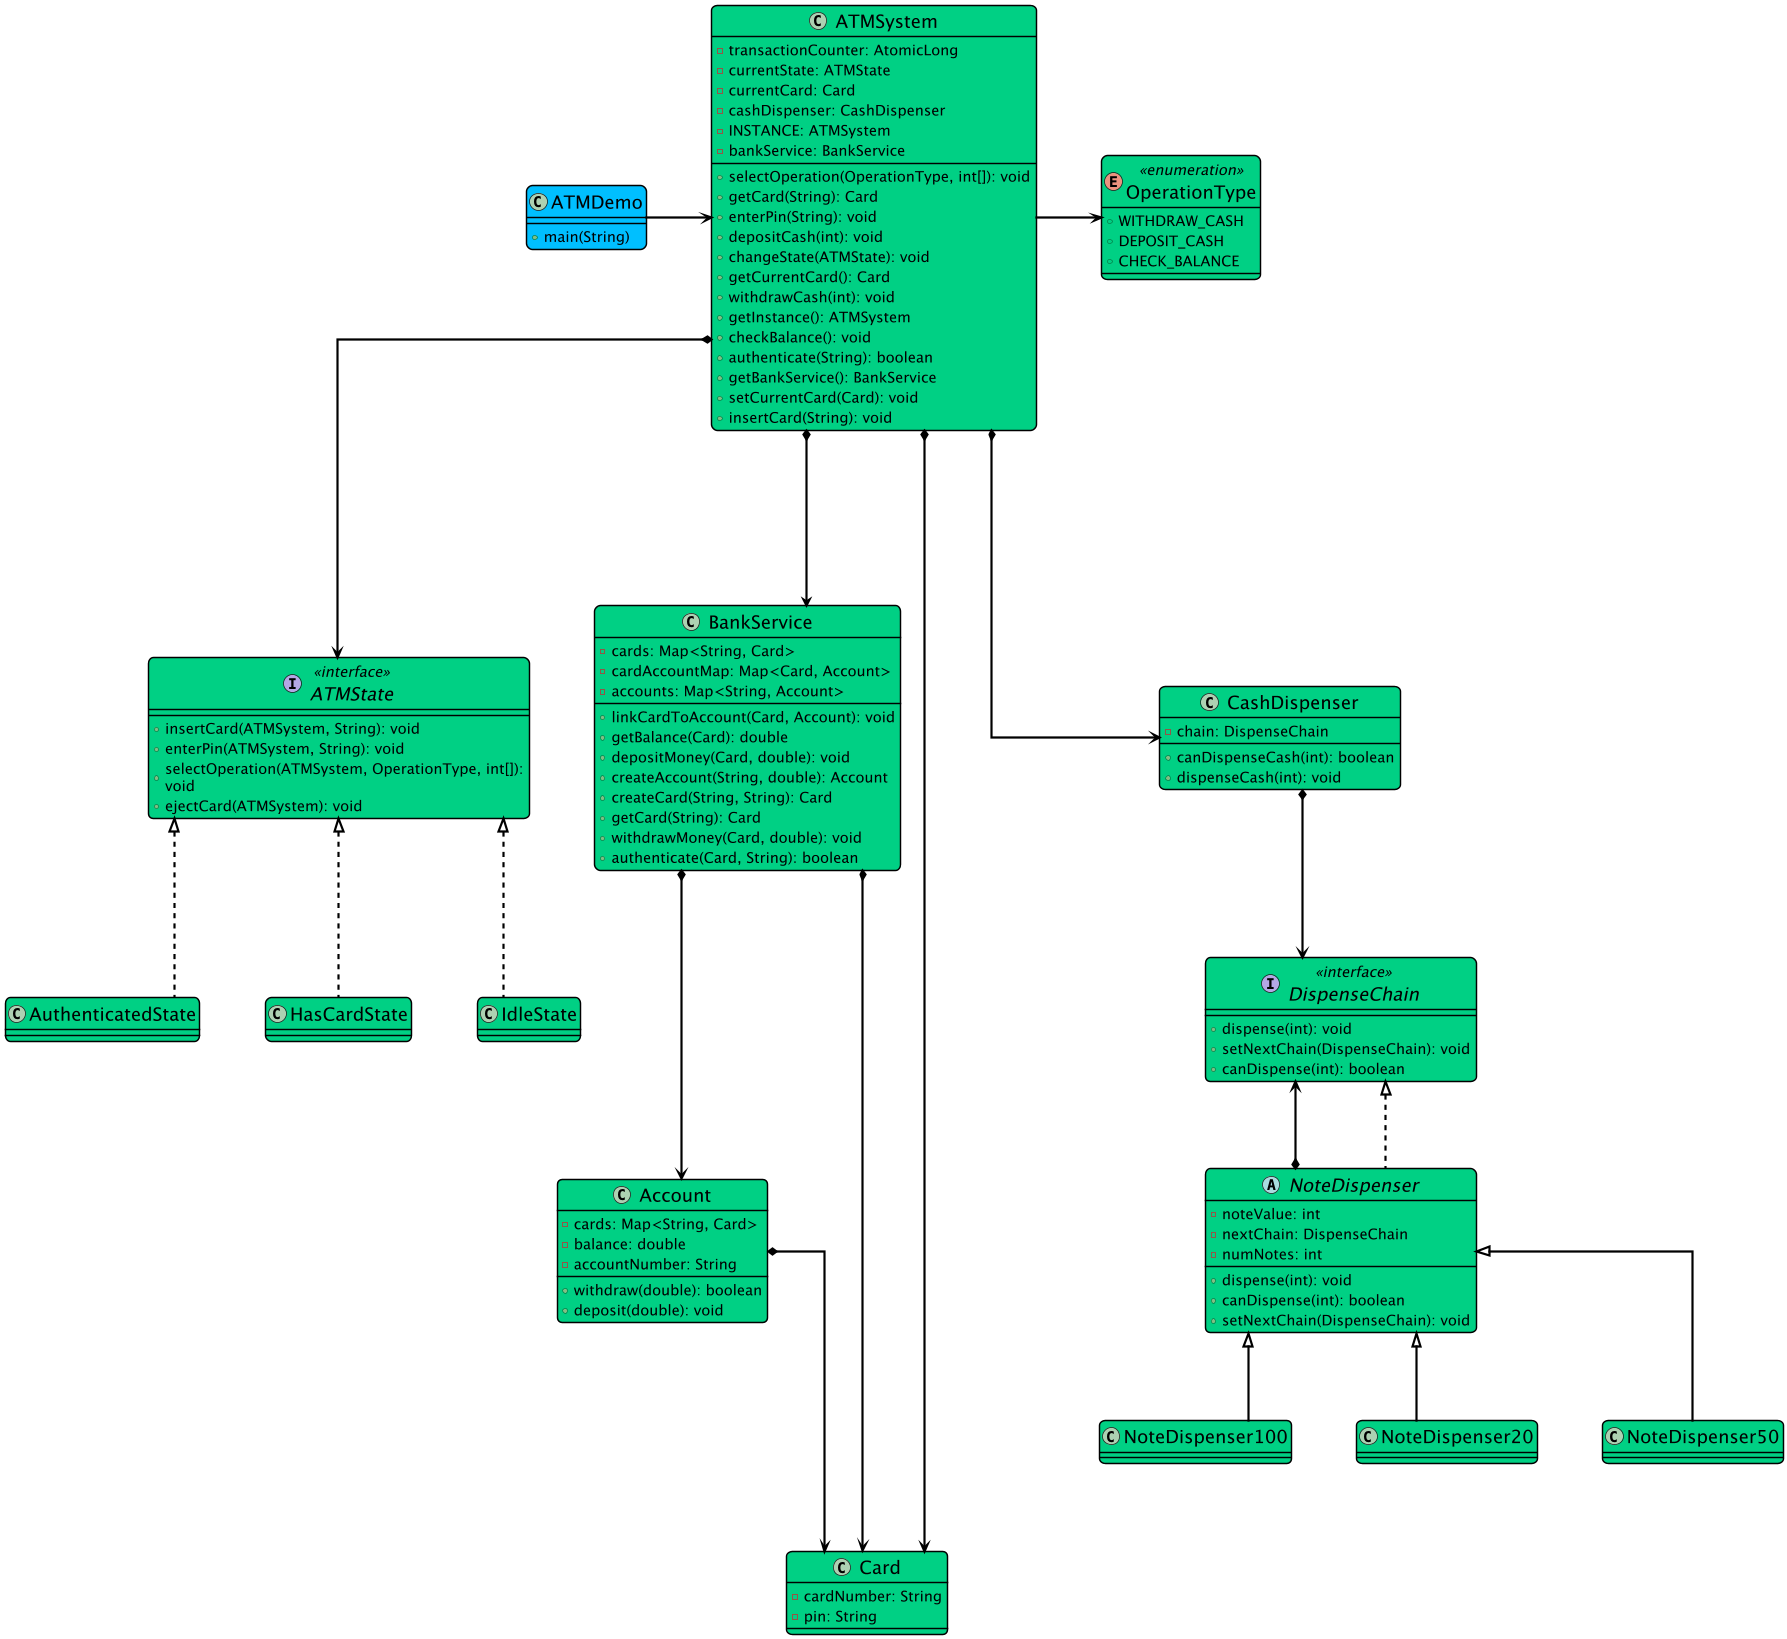 C ATMSystem
transactionCounter: AtomicLong
currentState: ATMState
currentCard: Card
cashDispenser: CashDispenser
INSTANCE: ATMSystem
bankService: BankService
selectOperation(OperationType, int[]): void
getCard(String): Card
enterPin(String): void
depositCash(int): void
changeState(ATMState): void
getCurrentCard(): Card
withdrawCash(int): void
getInstance(): ATMSystem
checkBalance(): void
authenticate(String): boolean
getBankService(): BankService
setCurrentCard(Card): void
insertCard(String): void
C ATMDemo
main(String)
«enumeration»
E OperationType
WITHDRAW_CASH
DEPOSIT_CASH
CHECK_BALANCE
«interface»
I ATMState
insertCard(ATMSystem, String): void
enterPin(ATMSystem, String): void
selectOperation(ATMSystem, OperationType, int[]):
void
ejectCard(ATMSystem): void
C BankService
cards: Map<String, Card>
cardAccountMap: Map<Card, Account>
accounts: Map<String, Account>
linkCardToAccount(Card, Account): void
getBalance(Card): double
depositMoney(Card, double): void
createAccount(String, double): Account
createCard(String, String): Card
getCard(String): Card
withdrawMoney(Card, double): void
authenticate(Card, String): boolean
C CashDispenser
chain: DispenseChain
canDispenseCash(int): boolean
dispenseCash(int): void
C AuthenticatedState
C HasCardState
C IdleState
«interface»
I DispenseChain
dispense(int): void
setNextChain(DispenseChain): void
canDispense(int): boolean
C Account
cards: Map<String, Card>
balance: double
accountNumber: String
withdraw(double): boolean
deposit(double): void
A NoteDispenser
noteValue: int
nextChain: DispenseChain
numNotes: int
dispense(int): void
canDispense(int): boolean
setNextChain(DispenseChain): void
C NoteDispenser100
C NoteDispenser20
C NoteDispenser50
C Card
cardNumber: String
pin: String